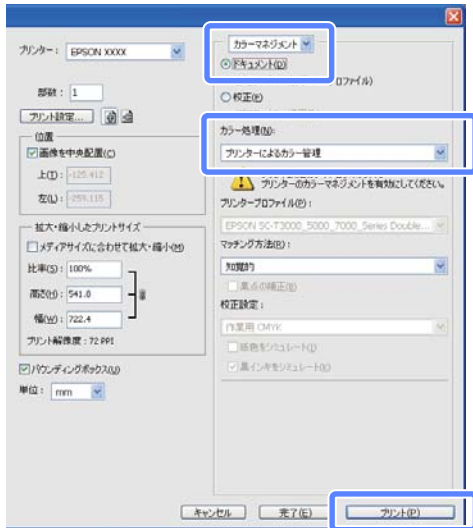 プリンター： EPSON XXXX
部数： 1
プリント設定...
位置
画像を中央配置(C)
上(T)： -125.412
左(L)： -259.115
拡大・縮小したプリントサイズ
メディアサイズに合わせて拡大・縮小(M)
比率(S)： 100%
高さ(H)： 541.0
幅(W)： 722.4
プリント解像度：72 PPI
バウンディングボックス(U)
単位： mm
カラーマネジメント
ドキュメント(D)
ロファイル)
校正(F)
カラー処理(N)：
プリンターによるカラー管理
プリンターのカラーマネジメントを有効にしてください。
プリンタープロファイル(P)：
EPSON SC-T3000_5000_7000_Series Double...
マッチング方法(R)：
知覚的
黒点の補正(B)
校正設定：
作業用 CMYK
紙色をシミュレート(I)
黒インキをシミュレート(K)
キャンセル 完了(E) プリント(P)